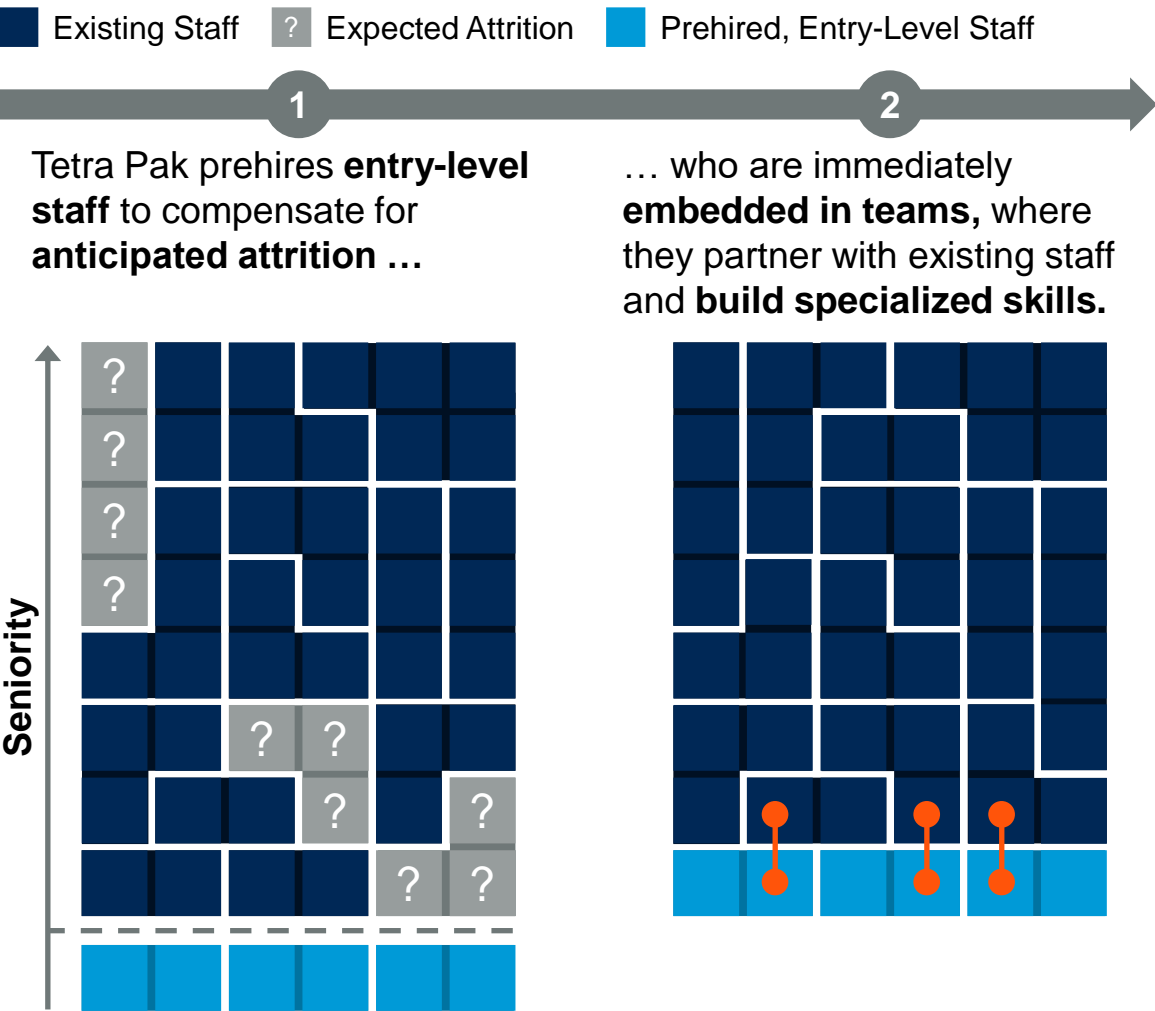 Existing Staff ? Expected Attrition Prehired, Entry-Level Staff
1 2
Tetra Pak prehires entry-level
staff to compensate for
anticipated attrition …
… who are immediately
embedded in teams, where
they partner with existing staff
and build specialized skills.
Seniority
?
?
?
?
? ?
? ?
? ?